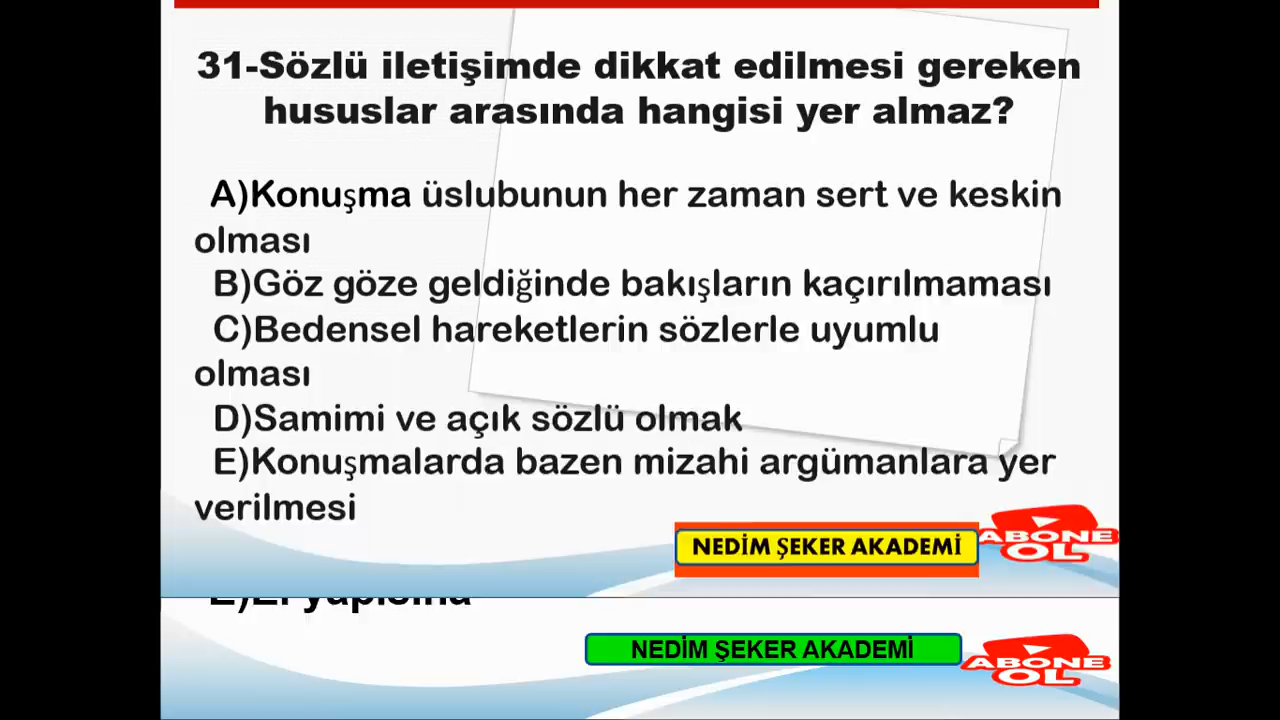 31-Sözlü iletişimde dikkat edilmesi gereken
hususlar arasında hangisi yer almaz?
A)Konuşma üslubunun her zaman sert ve keskin
olması
B)Göz göze geldiğinde bakışların kaçırılmaması
C)Bedensel hareketlerin sözlerle uyumlu
olması
D)Samimi ve açık sözlü olmak
E)Konuşmalarda bazen mizahi argümanlara yer
verilmesi
NEDİM ŞEKER AKADEMİ
ABONE
OL
NEDİM ŞEKER AKADEMİ
ABONE
OL